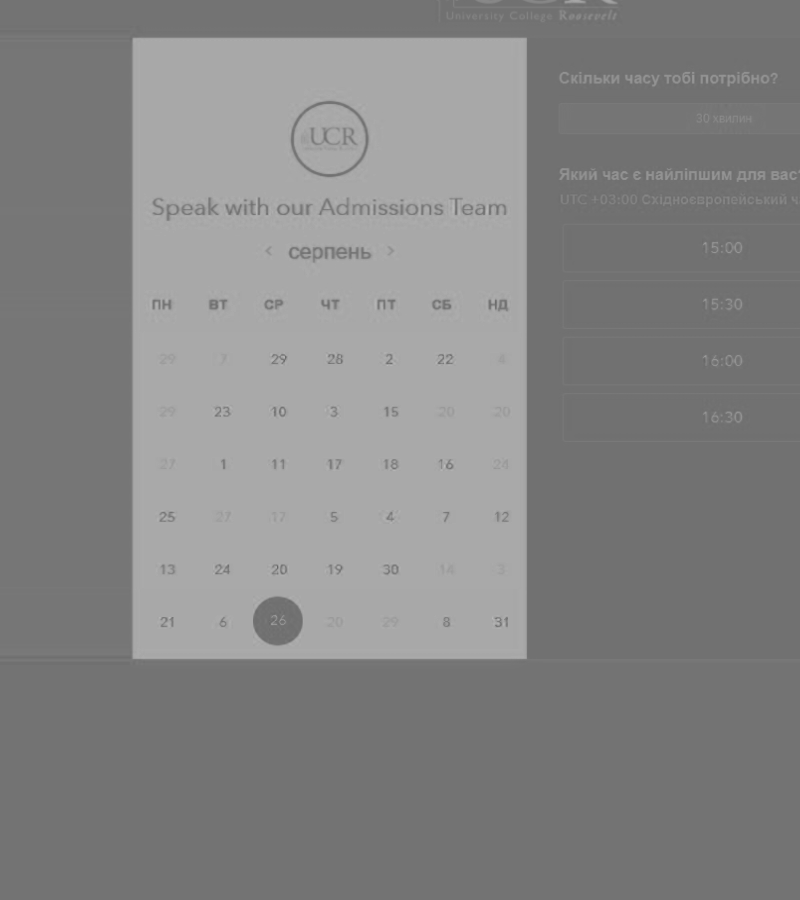 University College Roosevelt
UCR
Speak with our Admissions Team
‹ серпень ›
ПН ВТ СР ЧТ ПТ СБ НД
29 7 29 28 2 22 4
29 23 10 3 15 20 20
27 1 11 17 18 16 24
25 27 17 5 4 7 12
13 24 20 19 30 14 3
21 6 26 20 29 8 31
Скільки часу тобі потрібно?
30 хвилин
Який час є найліпшим для вас?
UTC +03:00 Східноєвропейський ч
15:00
15:30
16:00
16:30